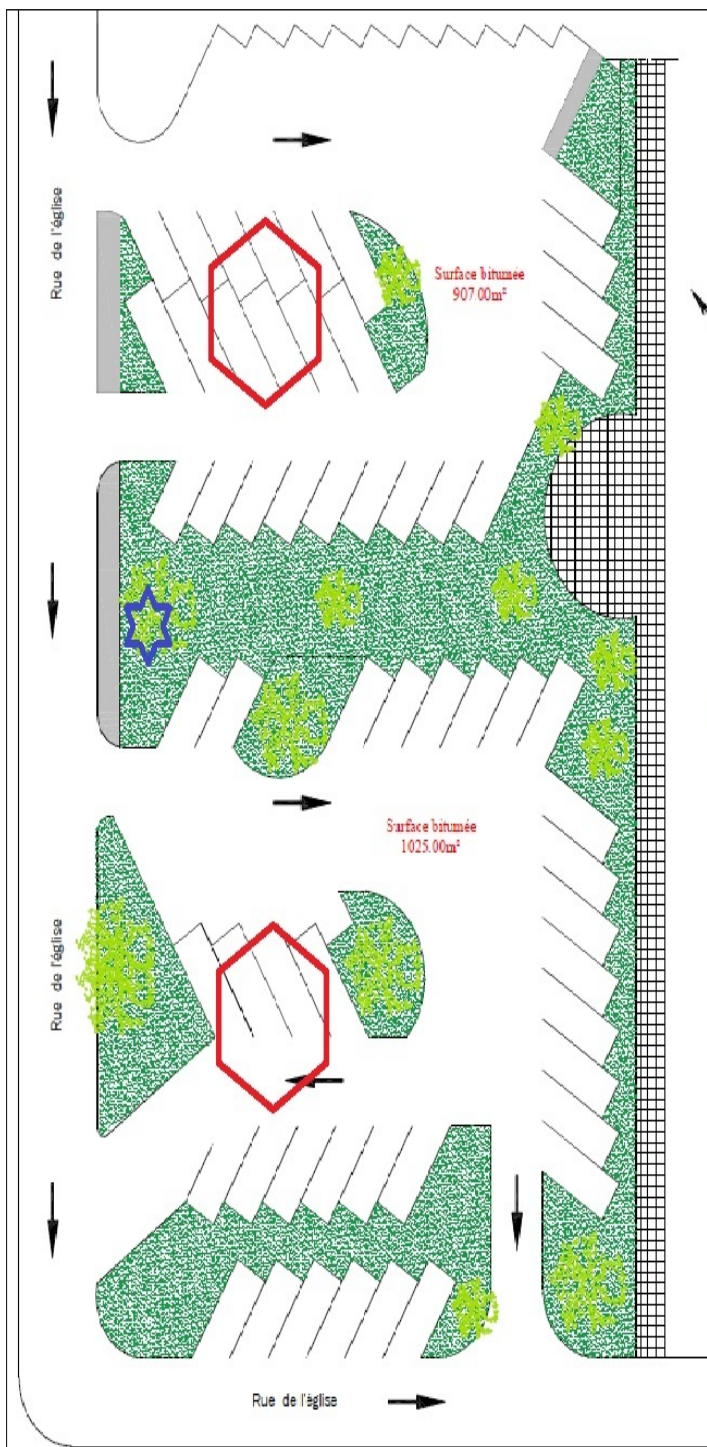 Rue de l'église
Surface bitumée
907.00m²
Surface bitumée
1025.00m²
Rue de l'église
Rue de l'église